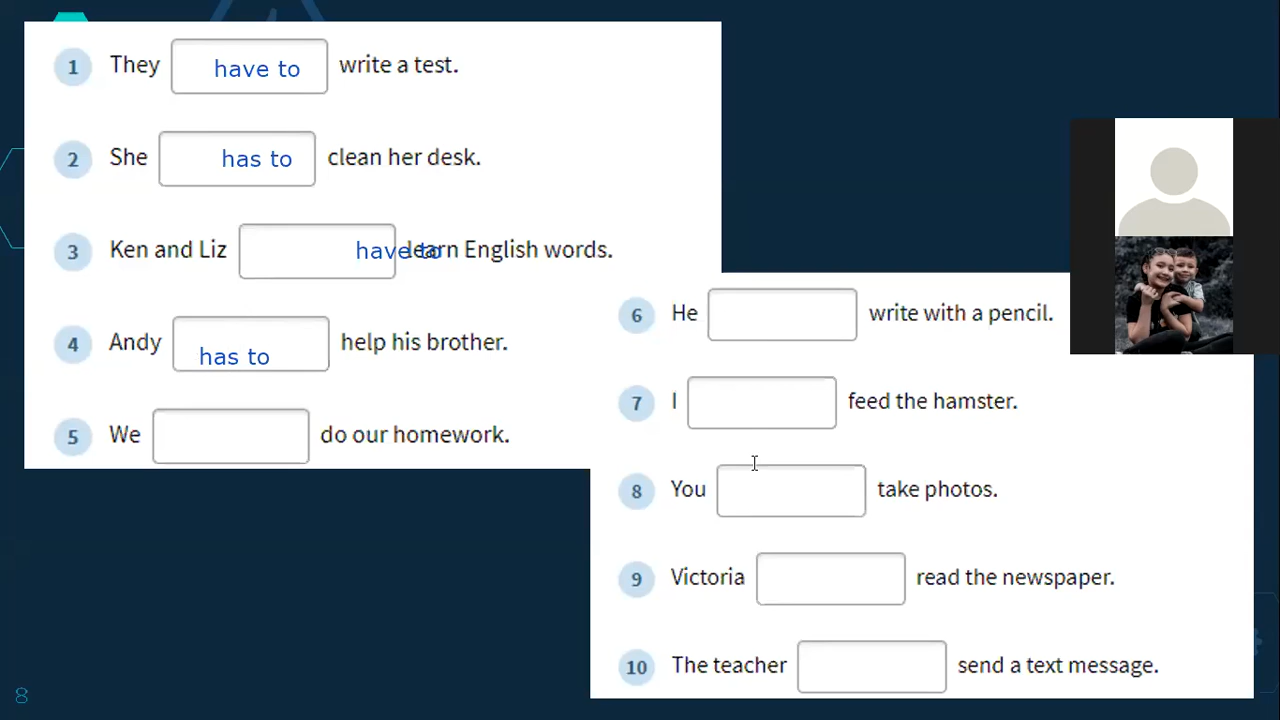 1 They have to write a test.
2 She has to clean her desk.
3 Ken and Liz have to learn English words.
4 Andy has to help his brother.
5 We do our homework.
6 He write with a pencil.
7 I feed the hamster.
8 You take photos.
9 Victoria read the newspaper.
10 The teacher send a text message.
8